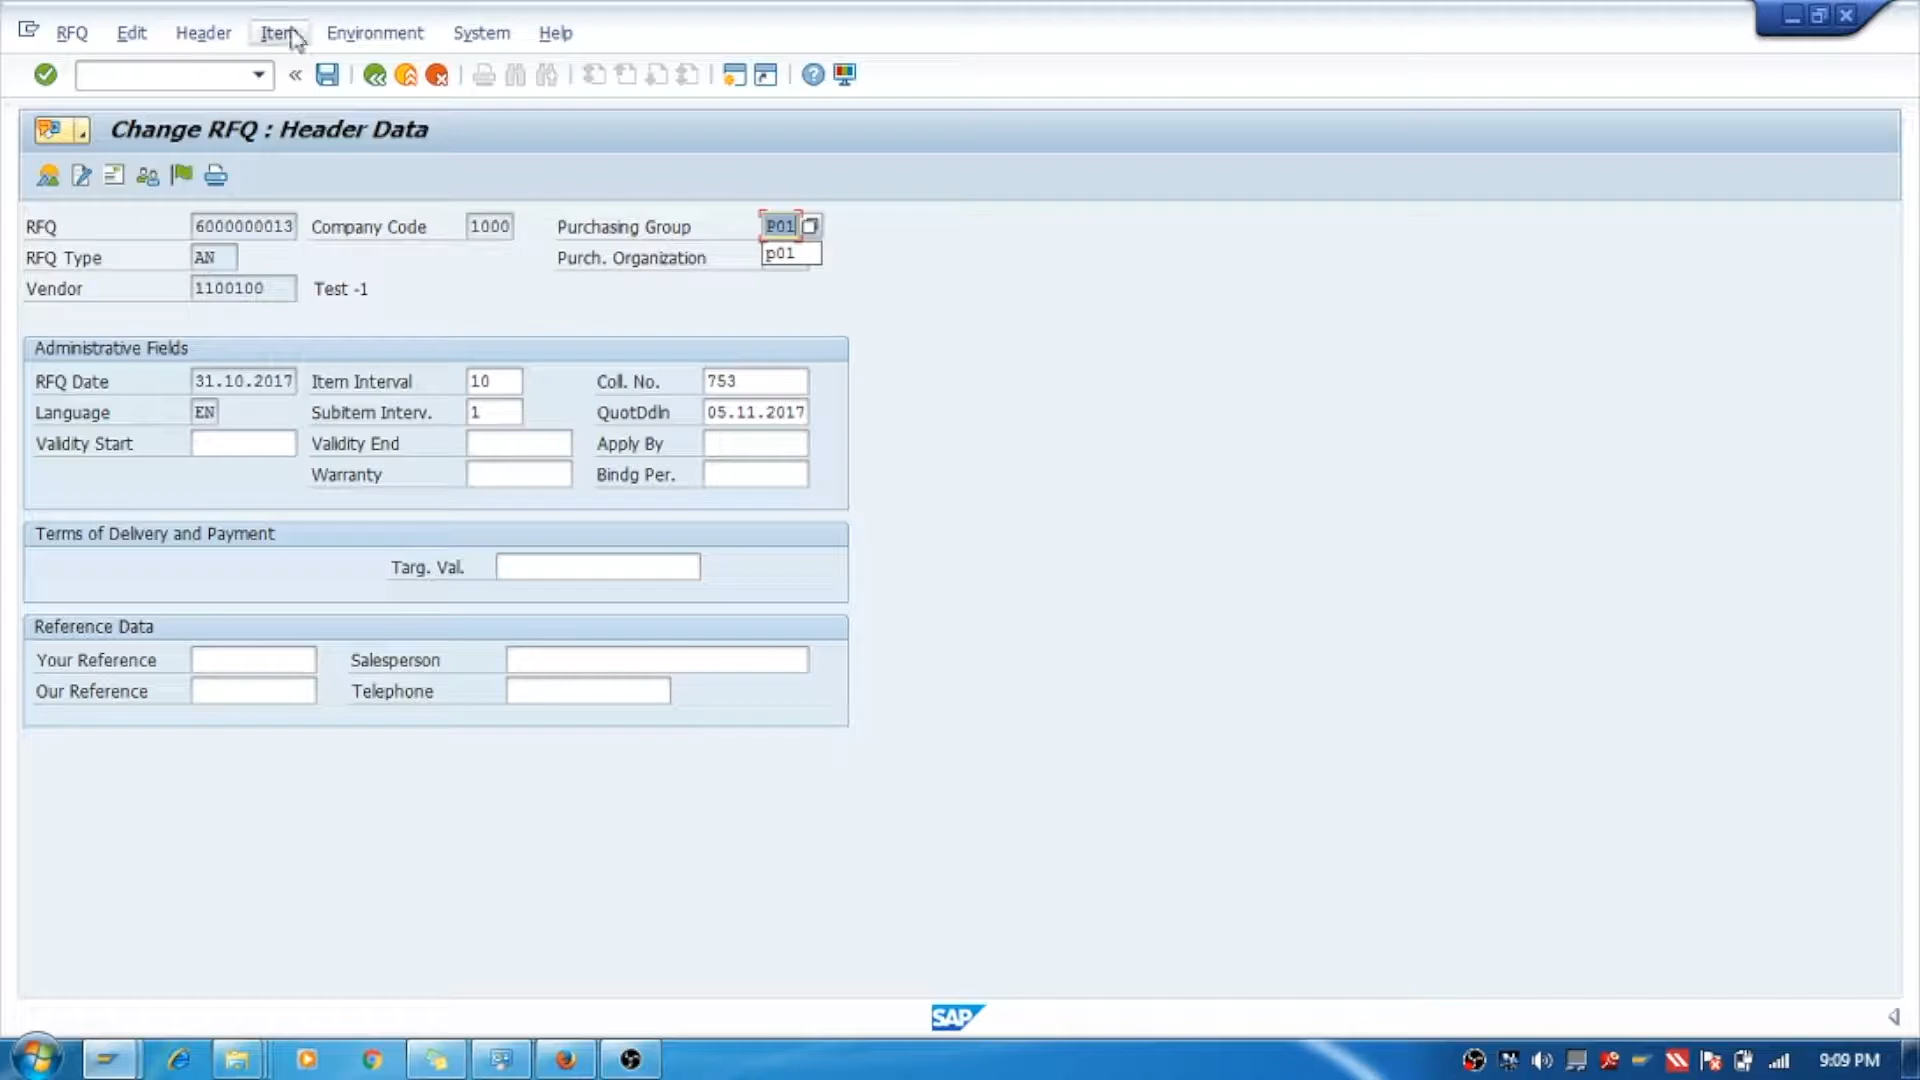 RFQ Edit Header Item Environment System Help
Change RFQ : Header Data
RFQ 6000000013 Company Code 1000 Purchasing Group P01
RFQ Type AN Purch. Organization p01
Vendor 1100100 Test -1
Administrative Fields
RFQ Date 31.10.2017 Item Interval 10 Coll. No. 753
Language EN Subitem Interv. 1 QuotDdln 05.11.2017
Validity Start Validity End Apply By
Warranty Bindg Per.
Terms of Delivery and Payment
Targ. Val.
Reference Data
Your Reference Salesperson
Our Reference Telephone
SAP
9:09 PM